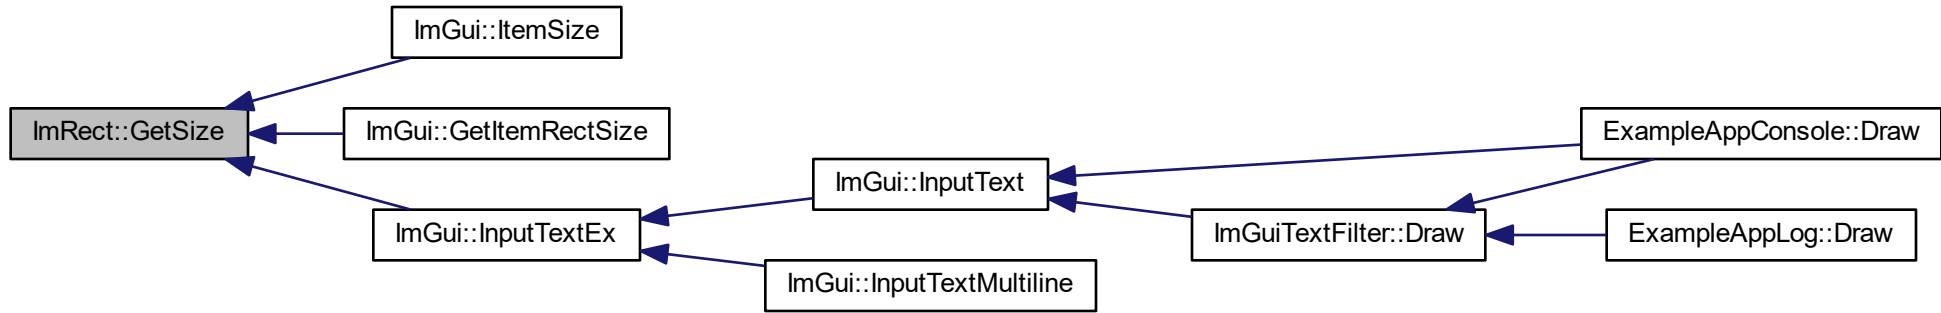 ImGui::ItemSize
ImRect::GetSize
ImGui::GetItemRectSize
ExampleAppConsole::Draw
ImGui::InputText
ImGui::InputTextEx
ImGuiTextFilter::Draw
ExampleAppLog::Draw
ImGui::InputTextMultiline